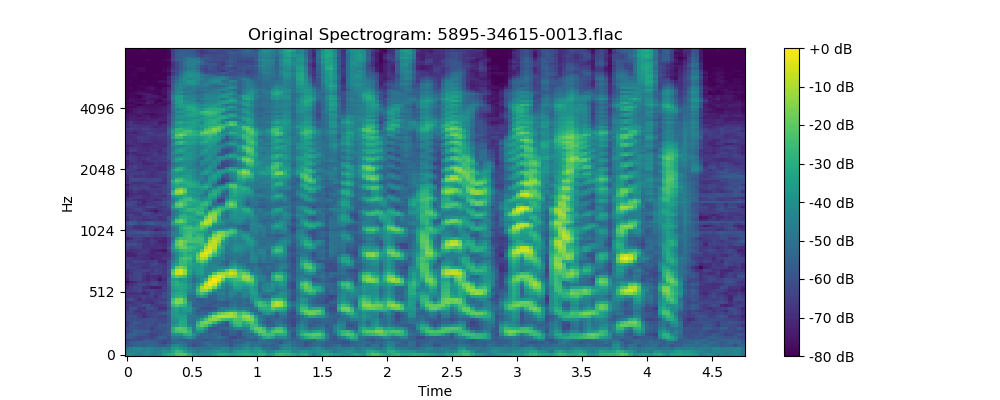 Original Spectrogram: 5895-34615-0013.flac
Hz
4096
2048
1024
512
0
0 0.5 1 1.5 2 2.5 3 3.5 4 4.5
Time
+0 dB
-10 dB
-20 dB
-30 dB
-40 dB
-50 dB
-60 dB
-70 dB
-80 dB